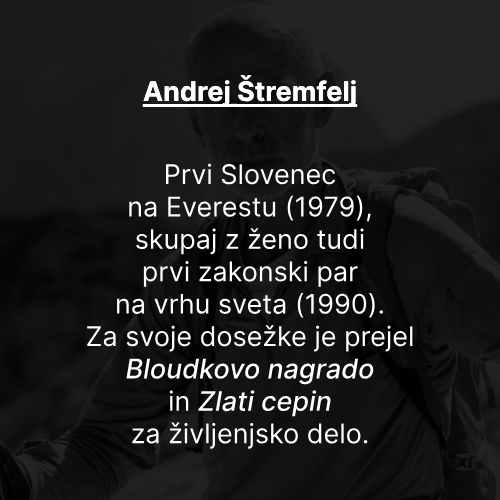 Andrej Štremfelj
Prvi Slovenec
na Everestu (1979),
skupaj z ženo tudi
prvi zakonski par
na vrhu sveta (1990).
Za svoje dosežke je prejel
Bloudkovo nagrado
in Zlati cepin
za življenjsko delo.